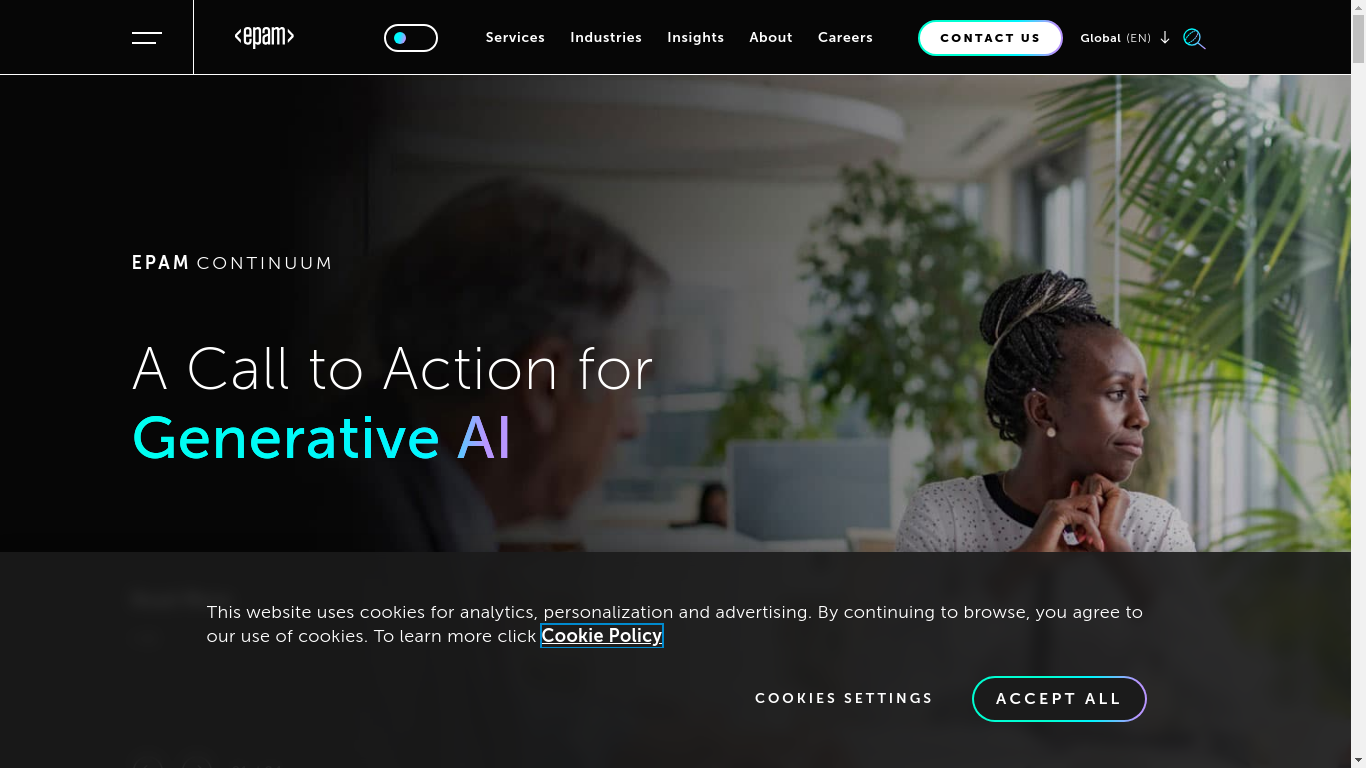 <epam>
Services
Industries
Insights
About
Careers
CONTACT US
Global (EN)
EPAM CONTINUUM
A Call to Action for
Generative AI
This website uses cookies for analytics, personalization and advertising. By continuing to browse, you agree to
our use of cookies. To learn more click Cookie Policy
COOKIES SETTINGS
ACCEPT ALL